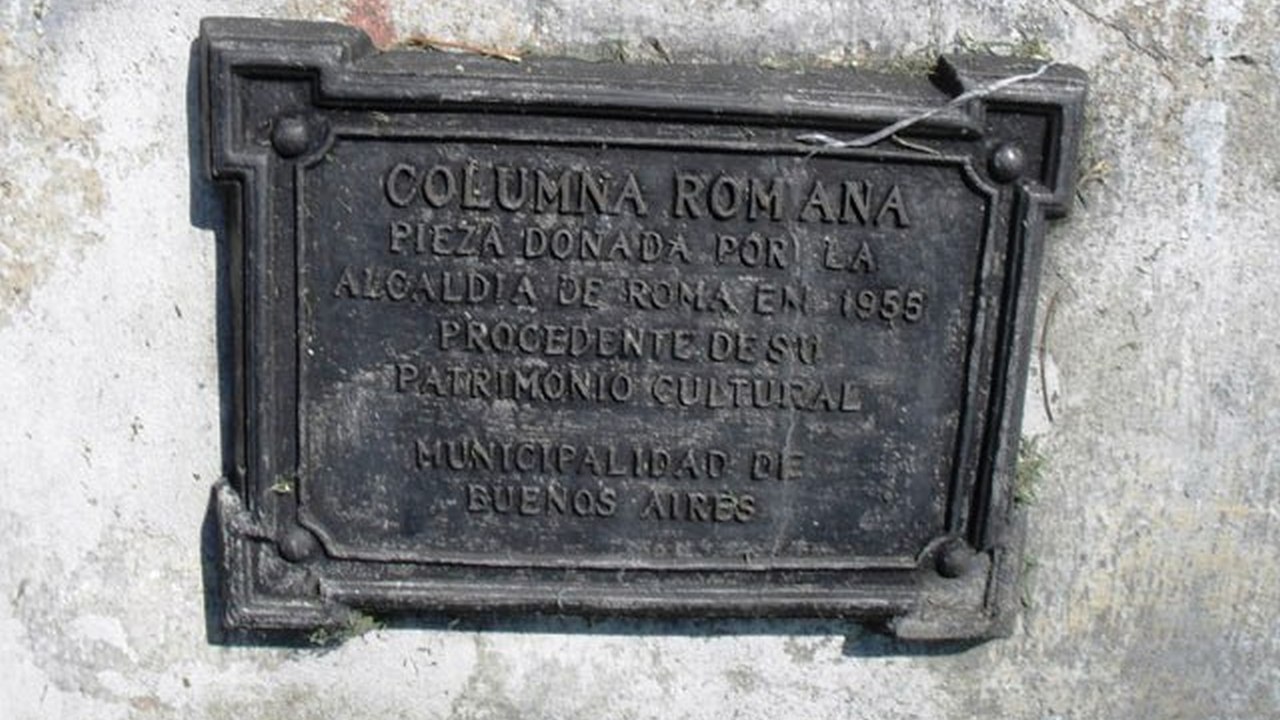 COLUMNA ROMANA
PIEZA DONADA POR LA
ALCALDIA DE ROMA EN 1955
PROCEDENTE DE SU
PATRIMONIO CULTURAL
MUNICIPALIDAD DE
BUENOS AIRES